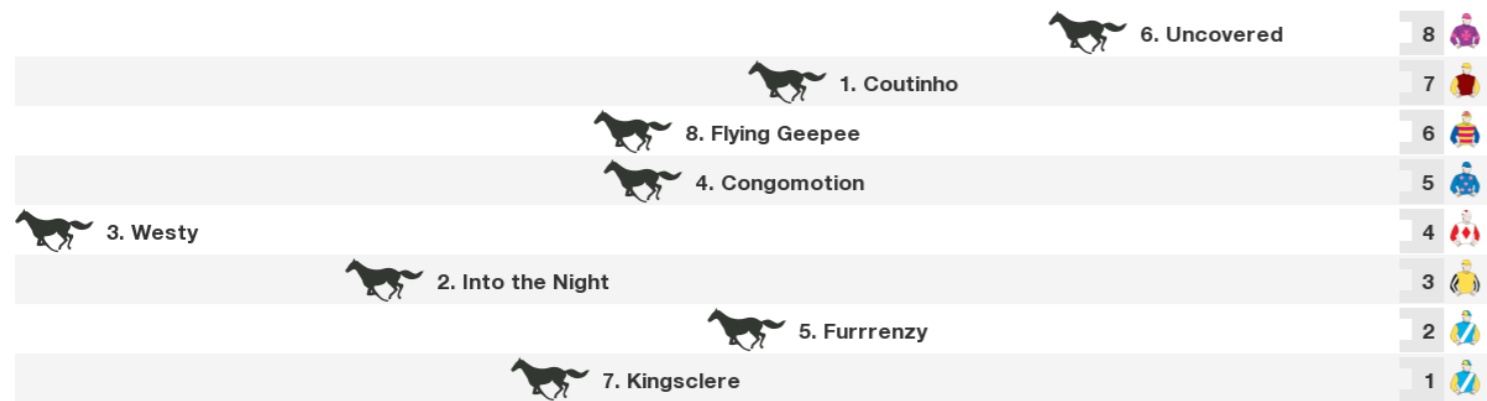 6. Uncovered 8
1. Coutinho 7
8. Flying Geepee 6
4. Congomotion 5
3. Westy 4
2. Into the Night 3
5. Furrrenzy 2
7. Kingsclere 1